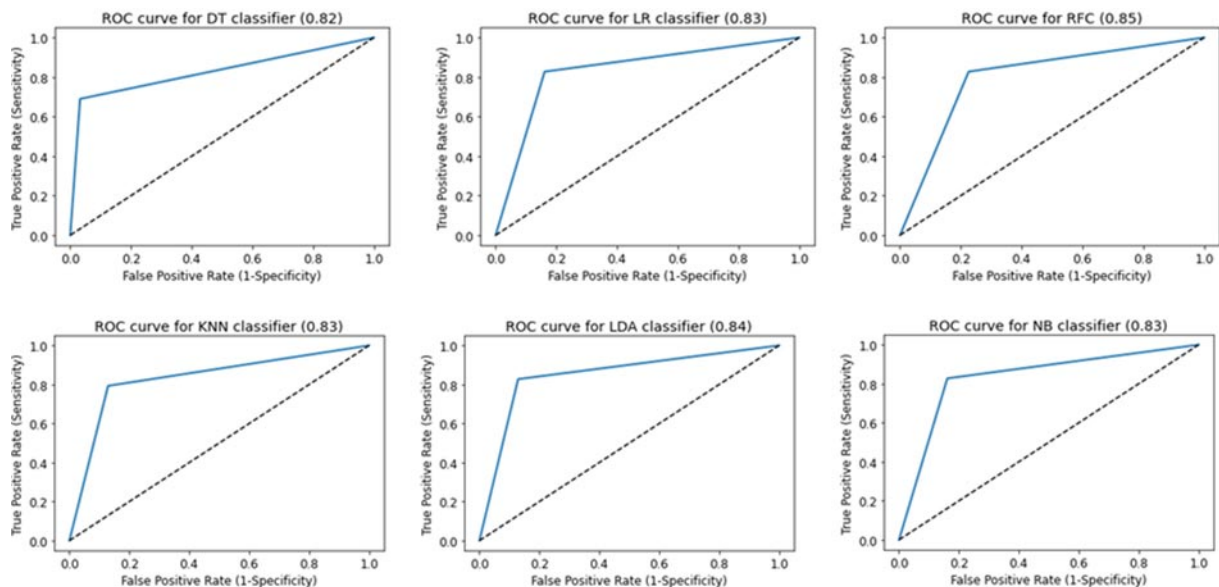 ROC curve for DT classifier (0.82)
1.0
0.8
0.6
0.4
0.2
0.0
True Positive Rate (Sensitivity)
0.0 0.2 0.4 0.6 0.8 1.0
False Positive Rate (1-Specificity)
ROC curve for LR classifier (0.83)
1.0
0.8
0.6
0.4
0.2
0.0
True Positive Rate (Sensitivity)
0.0 0.2 0.4 0.6 0.8 1.0
False Positive Rate (1-Specificity)
ROC curve for RFC (0.85)
1.0
0.8
0.6
0.4
0.2
0.0
True Positive Rate (Sensitivity)
0.0 0.2 0.4 0.6 0.8 1.0
False Positive Rate (1-Specificity)
ROC curve for KNN classifier (0.83)
1.0
0.8
0.6
0.4
0.2
0.0
True Positive Rate (Sensitivity)
0.0 0.2 0.4 0.6 0.8 1.0
False Positive Rate (1-Specificity)
ROC curve for LDA classifier (0.84)
1.0
0.8
0.6
0.4
0.2
0.0
True Positive Rate (Sensitivity)
0.0 0.2 0.4 0.6 0.8 1.0
False Positive Rate (1-Specificity)
ROC curve for NB classifier (0.83)
1.0
0.8
0.6
0.4
0.2
0.0
True Positive Rate (Sensitivity)
0.0 0.2 0.4 0.6 0.8 1.0
False Positive Rate (1-Specificity)